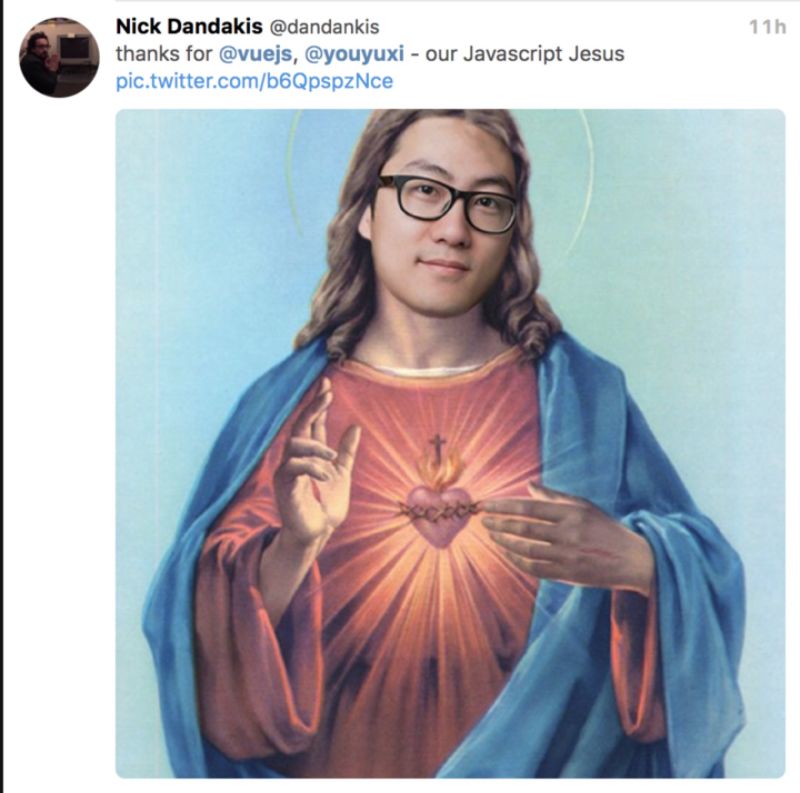 Nick Dandakis @dandankis 11h
thanks for @vuejs, @youyuxi - our Javascript Jesus
pic.twitter.com/b6QpspzNce